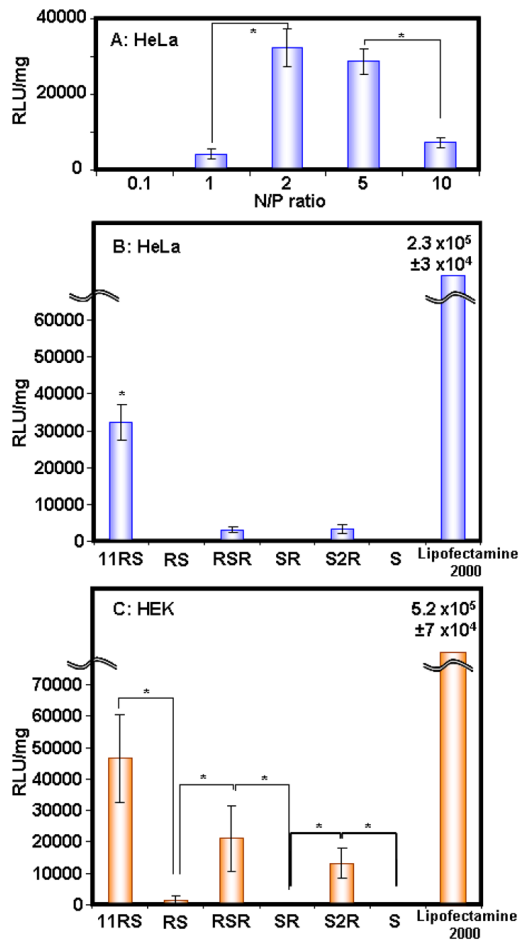 A: HeLa
RLU/mg
40000
20000
0
*
*
0.1 1 2 5 10
N/P ratio
B: HeLa
2.3 x10⁵
±3 x10⁴
RLU/mg
60000
50000
40000
30000
20000
10000
0
*
11RS RS RSR SR S2R S Lipofectamine
2000
C: HEK
5.2 x10⁵
±7 x10⁴
RLU/mg
70000
60000
50000
40000
30000
20000
10000
0
*
* *
* *
11RS RS RSR SR S2R S Lipofectamine
2000